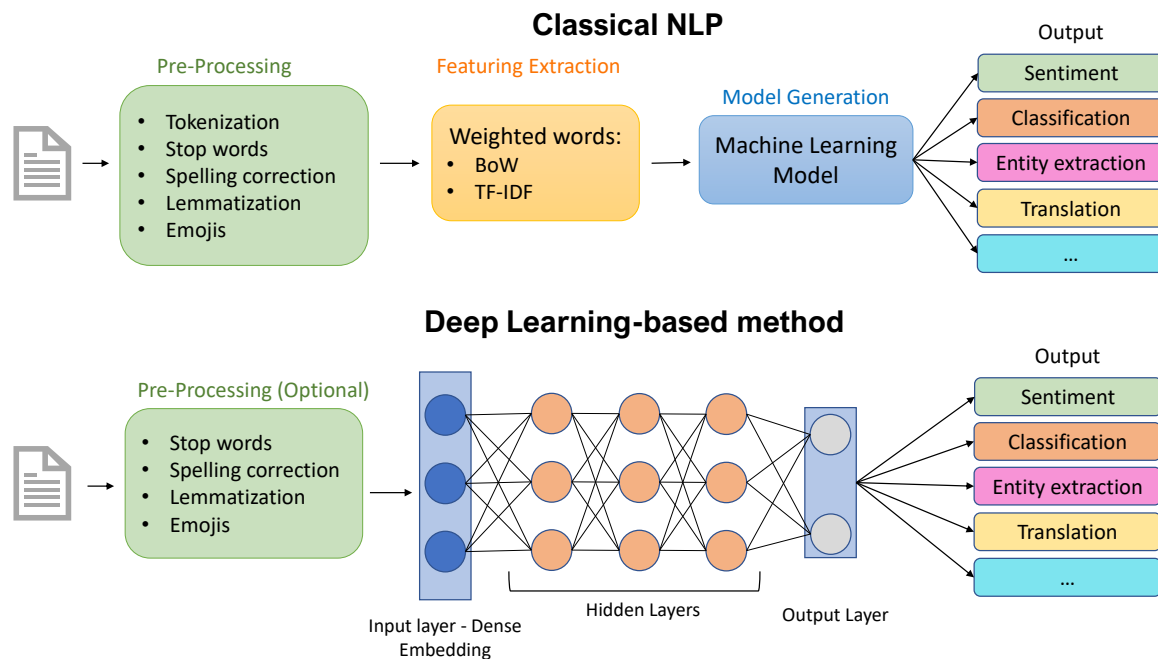 Classical NLP
Pre-Processing
• Tokenization
• Stop words
• Spelling correction
• Lemmatization
• Emojis
Featuring Extraction
Weighted words:
• BoW
• TF-IDF
Model Generation
Machine Learning
Model
Output
Sentiment
Classification
Entity extraction
Translation
...
Deep Learning-based method
Pre-Processing (Optional)
• Stop words
• Spelling correction
• Lemmatization
• Emojis
Input layer - Dense
Embedding
Hidden Layers
Output Layer
Output
Sentiment
Classification
Entity extraction
Translation
...